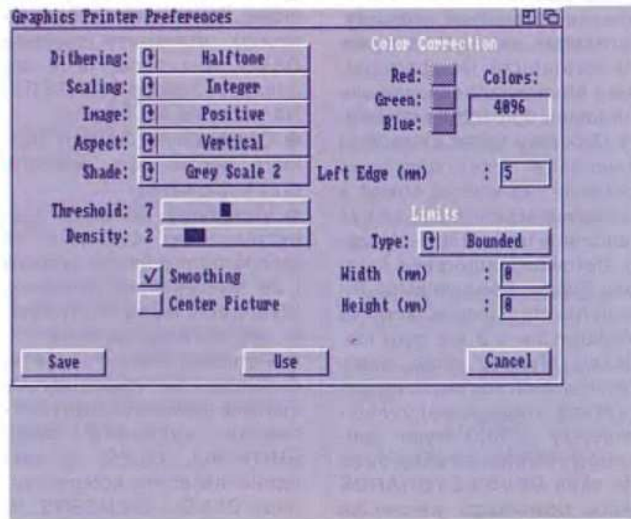 Graphics Printer Preferences
Dithering: Halftone
Scaling: Integer
Image: Positive
Aspect: Vertical
Shade: Grey Scale 2
Threshold: 7
Density: 2
Smoothing
Center Picture
Color Correction
Red:
Green:
Blue:
Colors:
4096
Left Edge (mm) : 5
Limits
Type: Bounded
Width (mm) : 0
Height (mm) : 0
Save
Use
Cancel